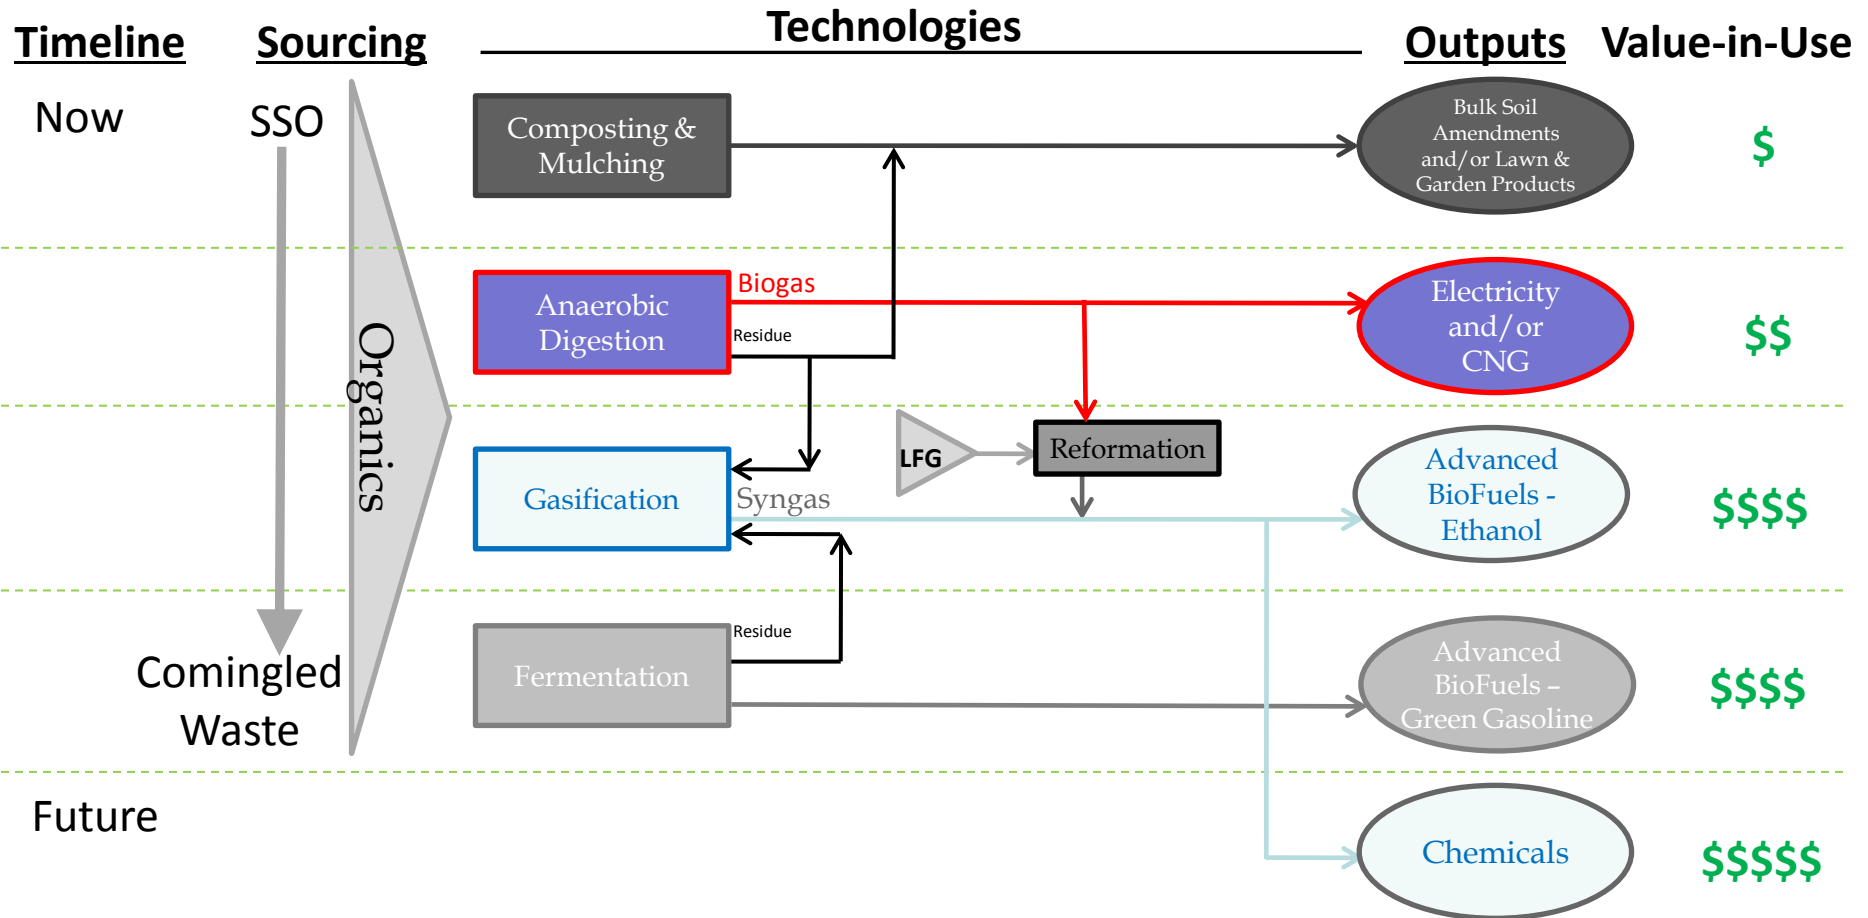 Timeline
Sourcing
Technologies
Outputs
Value-in-Use
Now
SSO
Composting &
Mulching
Bulk Soil
Amendments
and/or Lawn &
Garden Products
$
Organics
Anaerobic
Digestion
Biogas
Residue
Electricity
and/or
CNG
$$
LFG
Reformation
Gasification
Syngas
Advanced
BioFuels -
Ethanol
$$$$
Comingled
Waste
Fermentation
Residue
Advanced
BioFuels –
Green Gasoline
$$$$
Future
Chemicals
$$$$$